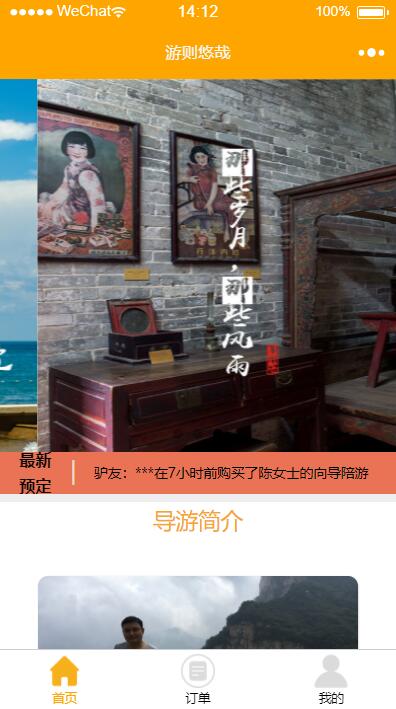 WeChat
14:12
100%
游则悠哉
那些岁月，那些风雨
最新
预定
驴友：***在7小时前购买了陈女士的向导陪游
导游简介
首页
订单
我的